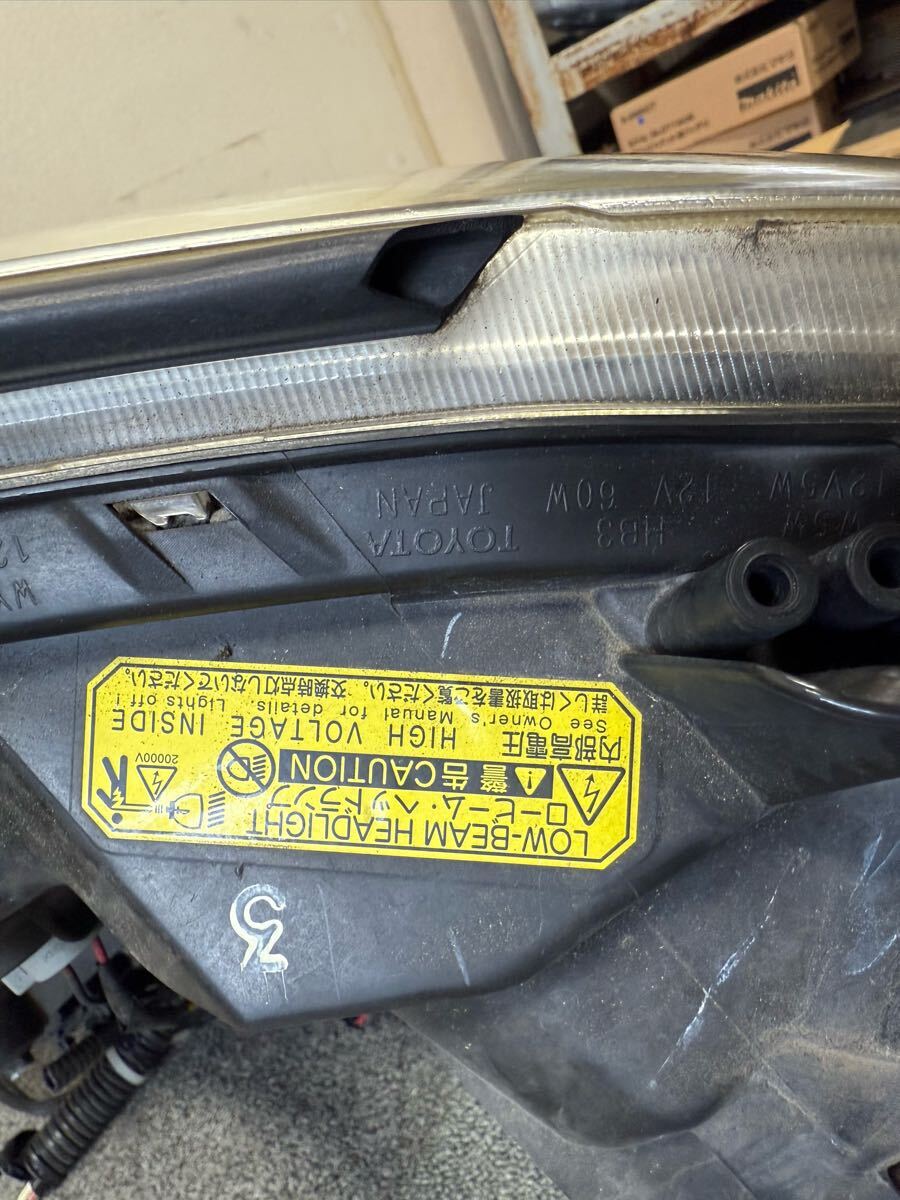 LOW-BEAM HEADLIGHT
ロービーム・ヘッドランプ
警告 CAUTION
20000V
内部高電圧 HIGH VOLTAGE INSIDE
See Owner's Manual for details. Lights off!
詳しくは取扱書をご覧ください。交換時点灯しないでください。
TOYOTA
JAPAN
HB3
12V 60W
W5W
12V5W
3